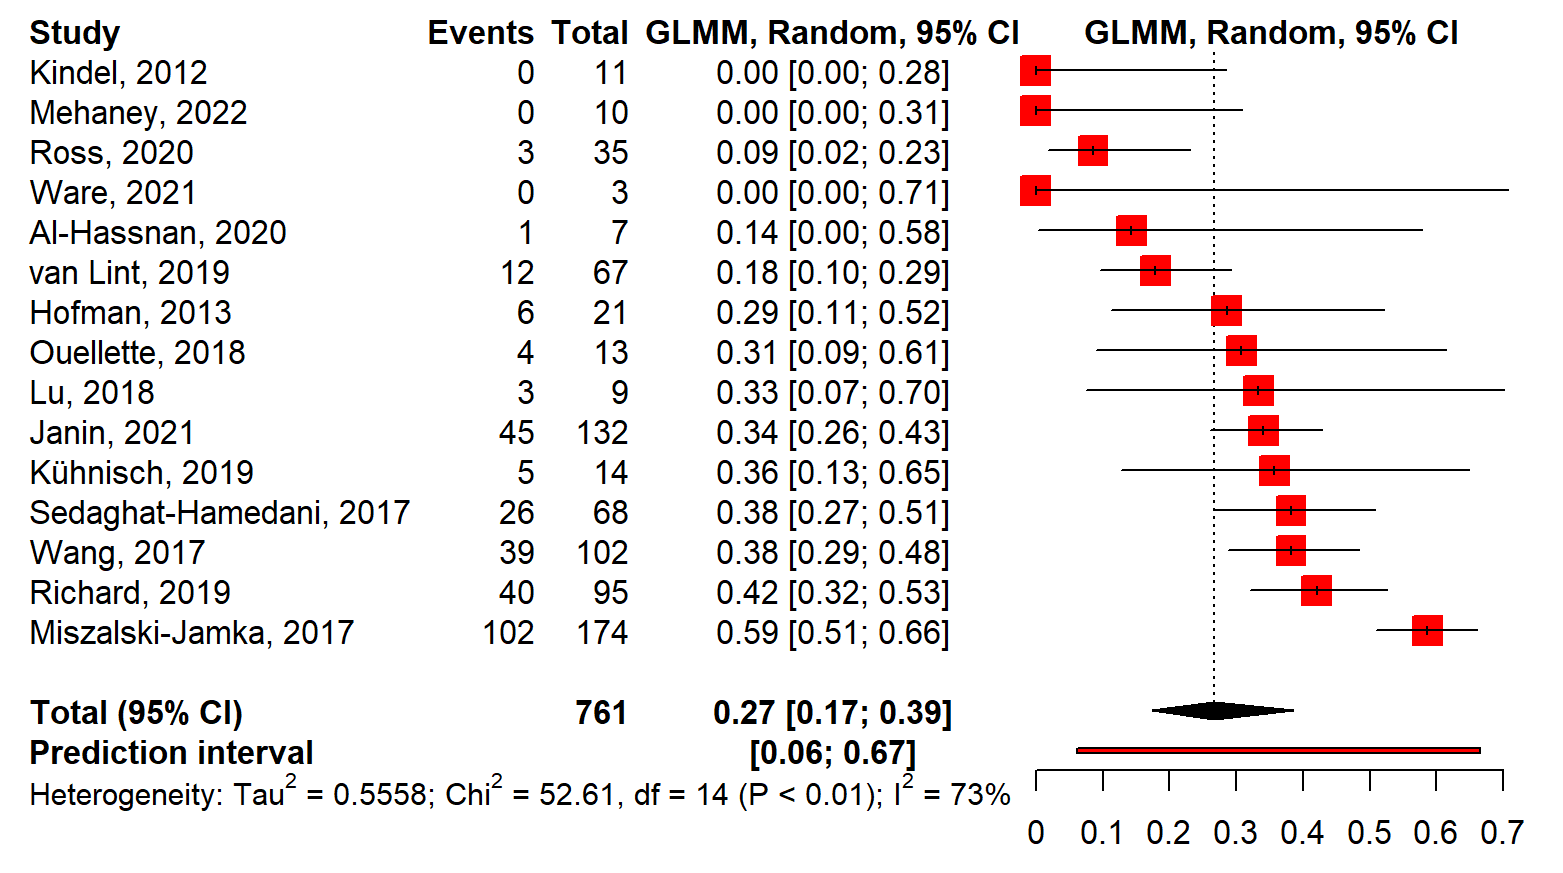 Study Events Total GLMM, Random, 95% CI GLMM, Random, 95% CI
Kindel, 2012 0 11 0.00 [0.00; 0.28]
Mehaney, 2022 0 10 0.00 [0.00; 0.31]
Ross, 2020 3 35 0.09 [0.02; 0.23]
Ware, 2021 0 3 0.00 [0.00; 0.71]
Al-Hassnan, 2020 1 7 0.14 [0.00; 0.58]
van Lint, 2019 12 67 0.18 [0.10; 0.29]
Hofman, 2013 6 21 0.29 [0.11; 0.52]
Ouellette, 2018 4 13 0.31 [0.09; 0.61]
Lu, 2018 3 9 0.33 [0.07; 0.70]
Janin, 2021 45 132 0.34 [0.26; 0.43]
Kühnisch, 2019 5 14 0.36 [0.13; 0.65]
Sedaghat-Hamedani, 2017 26 68 0.38 [0.27; 0.51]
Wang, 2017 39 102 0.38 [0.29; 0.48]
Richard, 2019 40 95 0.42 [0.32; 0.53]
Miszalski-Jamka, 2017 102 174 0.59 [0.51; 0.66]
Total (95% CI) 761 0.27 [0.17; 0.39]
Prediction interval [0.06; 0.67]
Heterogeneity: Tau² = 0.5558; Chi² = 52.61, df = 14 (P < 0.01); I² = 73%
0 0.1 0.2 0.3 0.4 0.5 0.6 0.7